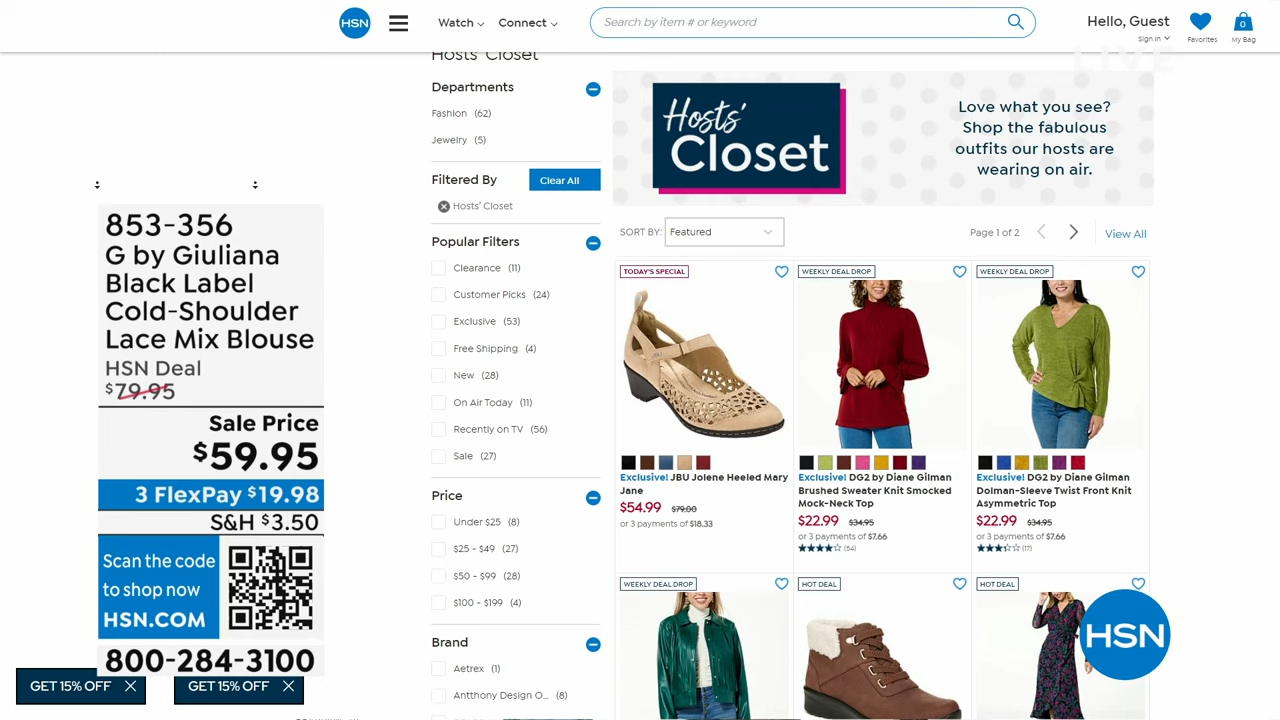 HSN
Watch
Connect
Search by item # or keyword
Hello, Guest
Sign in
Favorites
0
My Bag
LIVE
Hosts' Closet
Departments
Fashion (62)
Jewelry (5)
Filtered By
Clear All
Hosts' Closet
Popular Filters
Clearance (11)
Customer Picks (24)
Exclusive (53)
Free Shipping (4)
New (28)
On Air Today (11)
Recently on TV (56)
Sale (27)
Price
Under $25 (8)
$25 - $49 (27)
$50 - $99 (28)
$100 - $199 (4)
Brand
Aetrex (1)
Antthony Design O... (8)
Hosts'
Closet
Love what you see?
Shop the fabulous
outfits our hosts are
wearing on air.
SORT BY: Featured
Page 1 of 2
View All
TODAY'S SPECIAL
Exclusive! JBU Jolene Heeled Mary
Jane
$54.99 $79.00
or 3 payments of $18.33
WEEKLY DEAL DROP
Exclusive! DG2 by Diane Gilman
Brushed Sweater Knit Smocked
Mock-Neck Top
$22.99 $34.95
or 3 payments of $7.66
(54)
WEEKLY DEAL DROP
Exclusive! DG2 by Diane Gilman
Dolman-Sleeve Twist Front Knit
Asymmetric Top
$22.99 $34.95
or 3 payments of $7.66
(17)
WEEKLY DEAL DROP
HOT DEAL
HOT DEAL
HSN
853-356
G by Giuliana
Black Label
Cold-Shoulder
Lace Mix Blouse
HSN Deal
$79.95
Sale Price
$59.95
3 FlexPay $19.98
S&H $3.50
Scan the code
to shop now
HSN.COM
800-284-3100
GET 15% OFF
GET 15% OFF